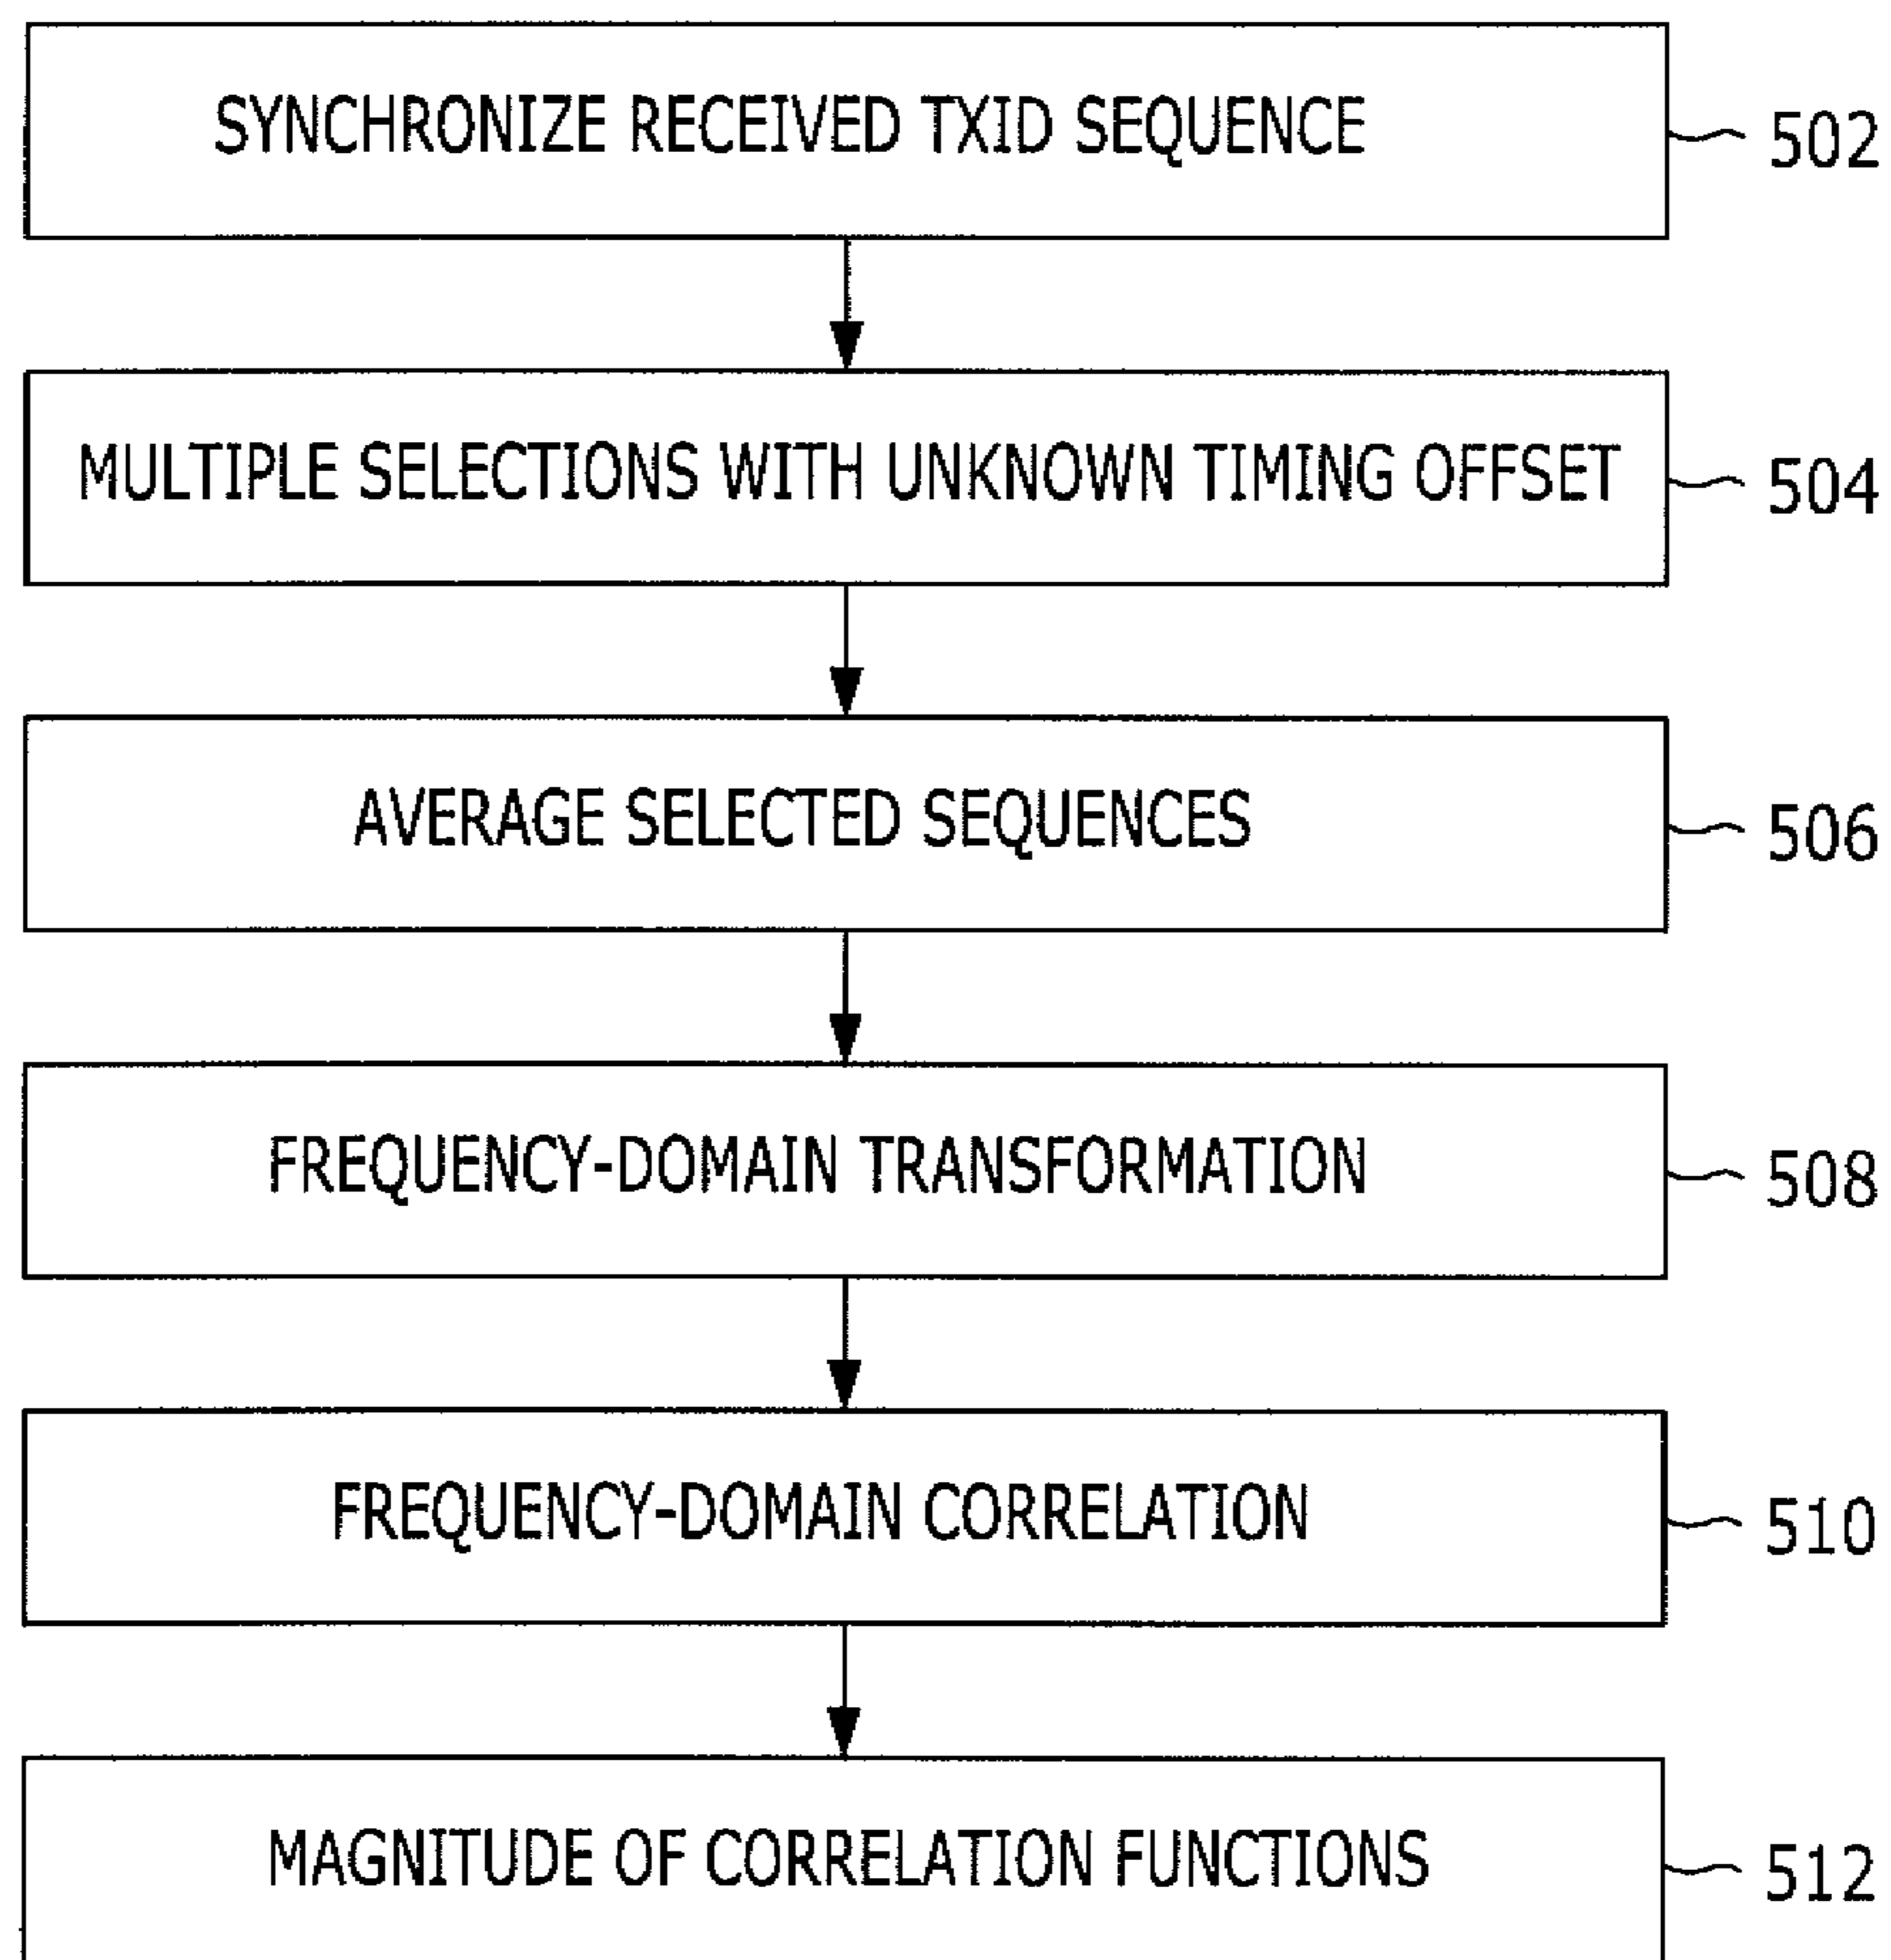 SYNCHRONIZE RECEIVED TXID SEQUENCE 502
MULTIPLE SELECTIONS WITH UNKNOWN TIMING OFFSET 504
AVERAGE SELECTED SEQUENCES 506
FREQUENCY-DOMAIN TRANSFORMATION 508
FREQUENCY-DOMAIN CORRELATION 510
MAGNITUDE OF CORRELATION FUNCTIONS 512